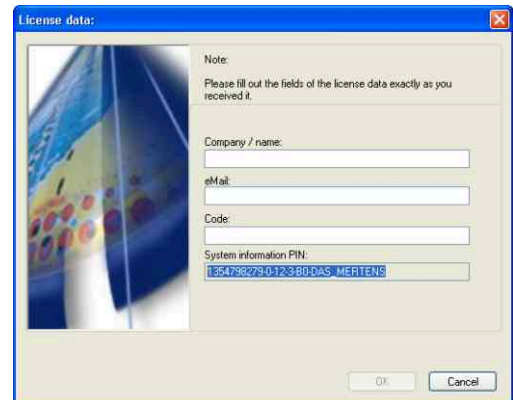 License data:
Note:
Please fill out the fields of the license data exactly as you
received it.
Company / name:
eMail:
Code:
System information PIN:
1354798279-0-12-3-B0-DAS_MERTENS
OK
Cancel